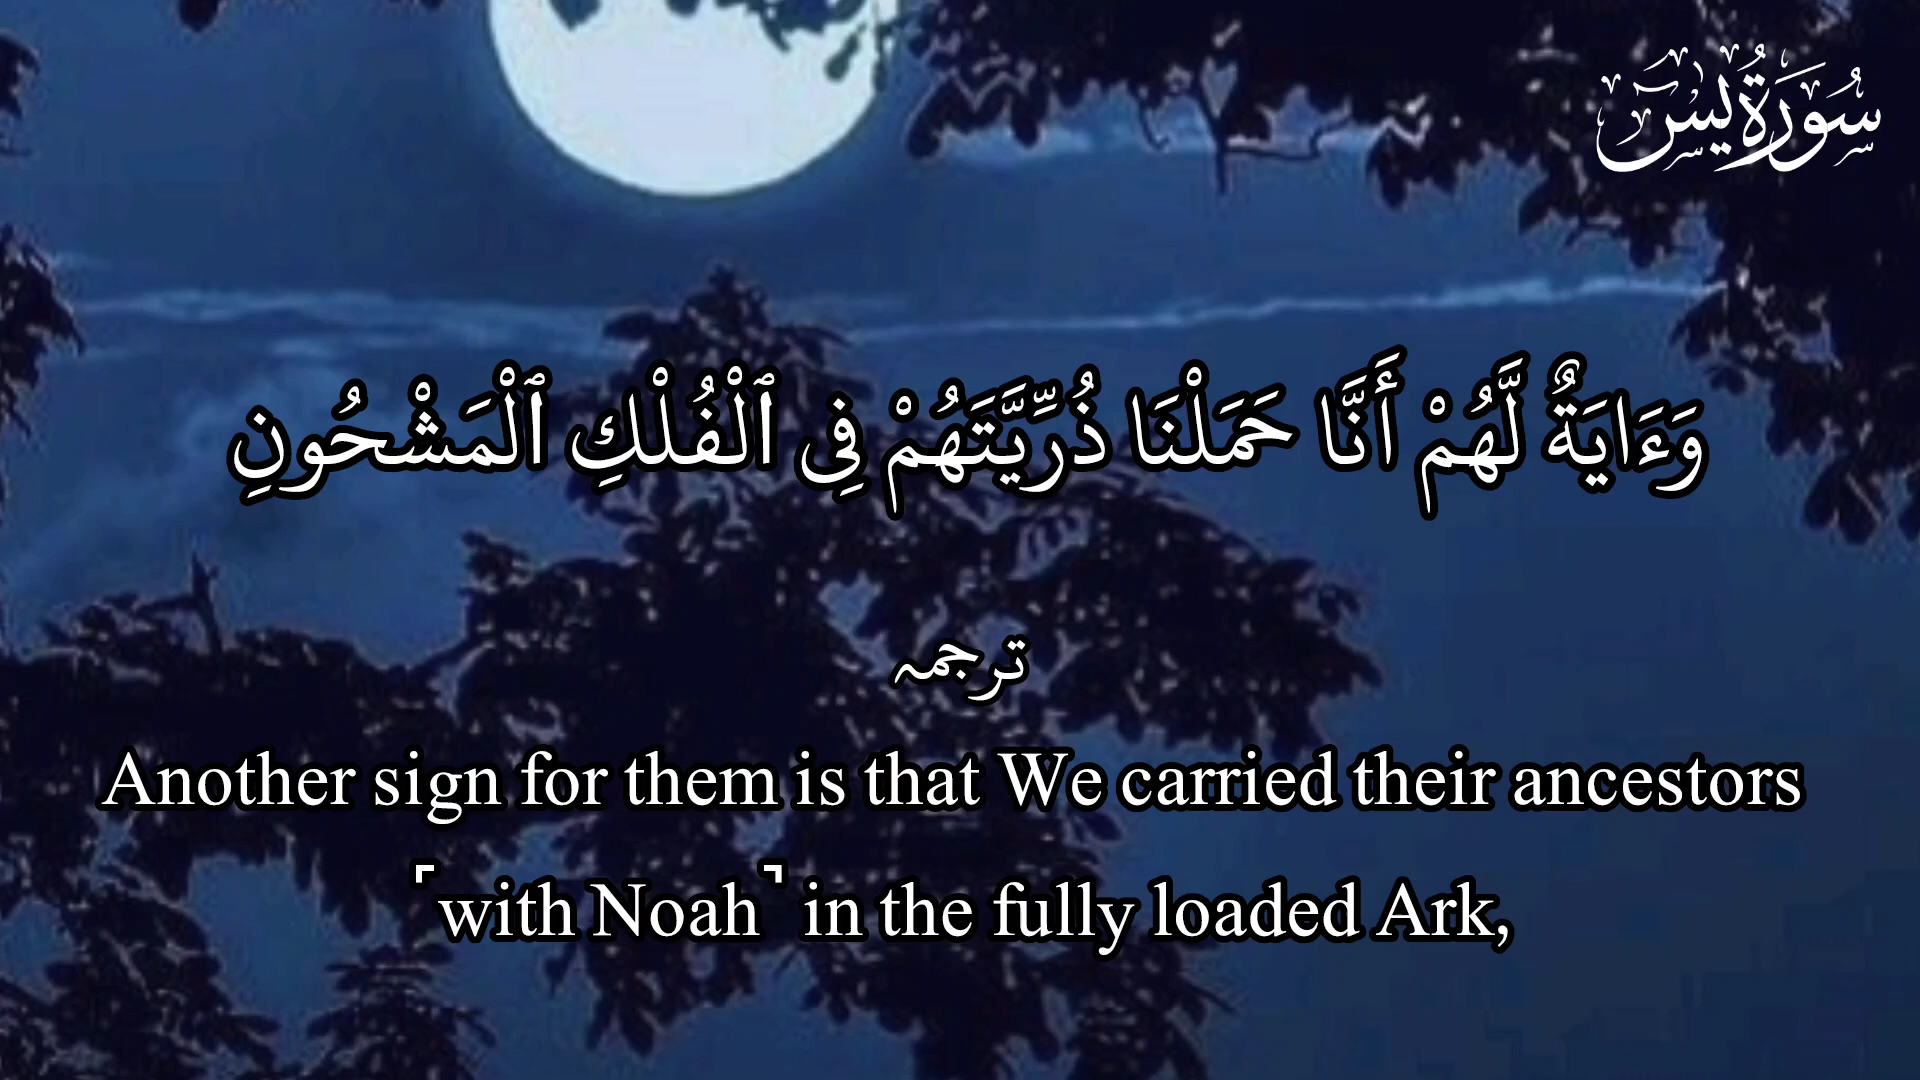 سُورَةُ يسٓ
وَءَايَةٌ لَّهُمْ أَنَّا حَمَلْنَا ذُرِّيَّتَهُمْ فِى ٱلْفُلْكِ ٱلْمَشْحُونِ
ترجمہ
Another sign for them is that We carried their ancestors
⌜with Noah⌝ in the fully loaded Ark,